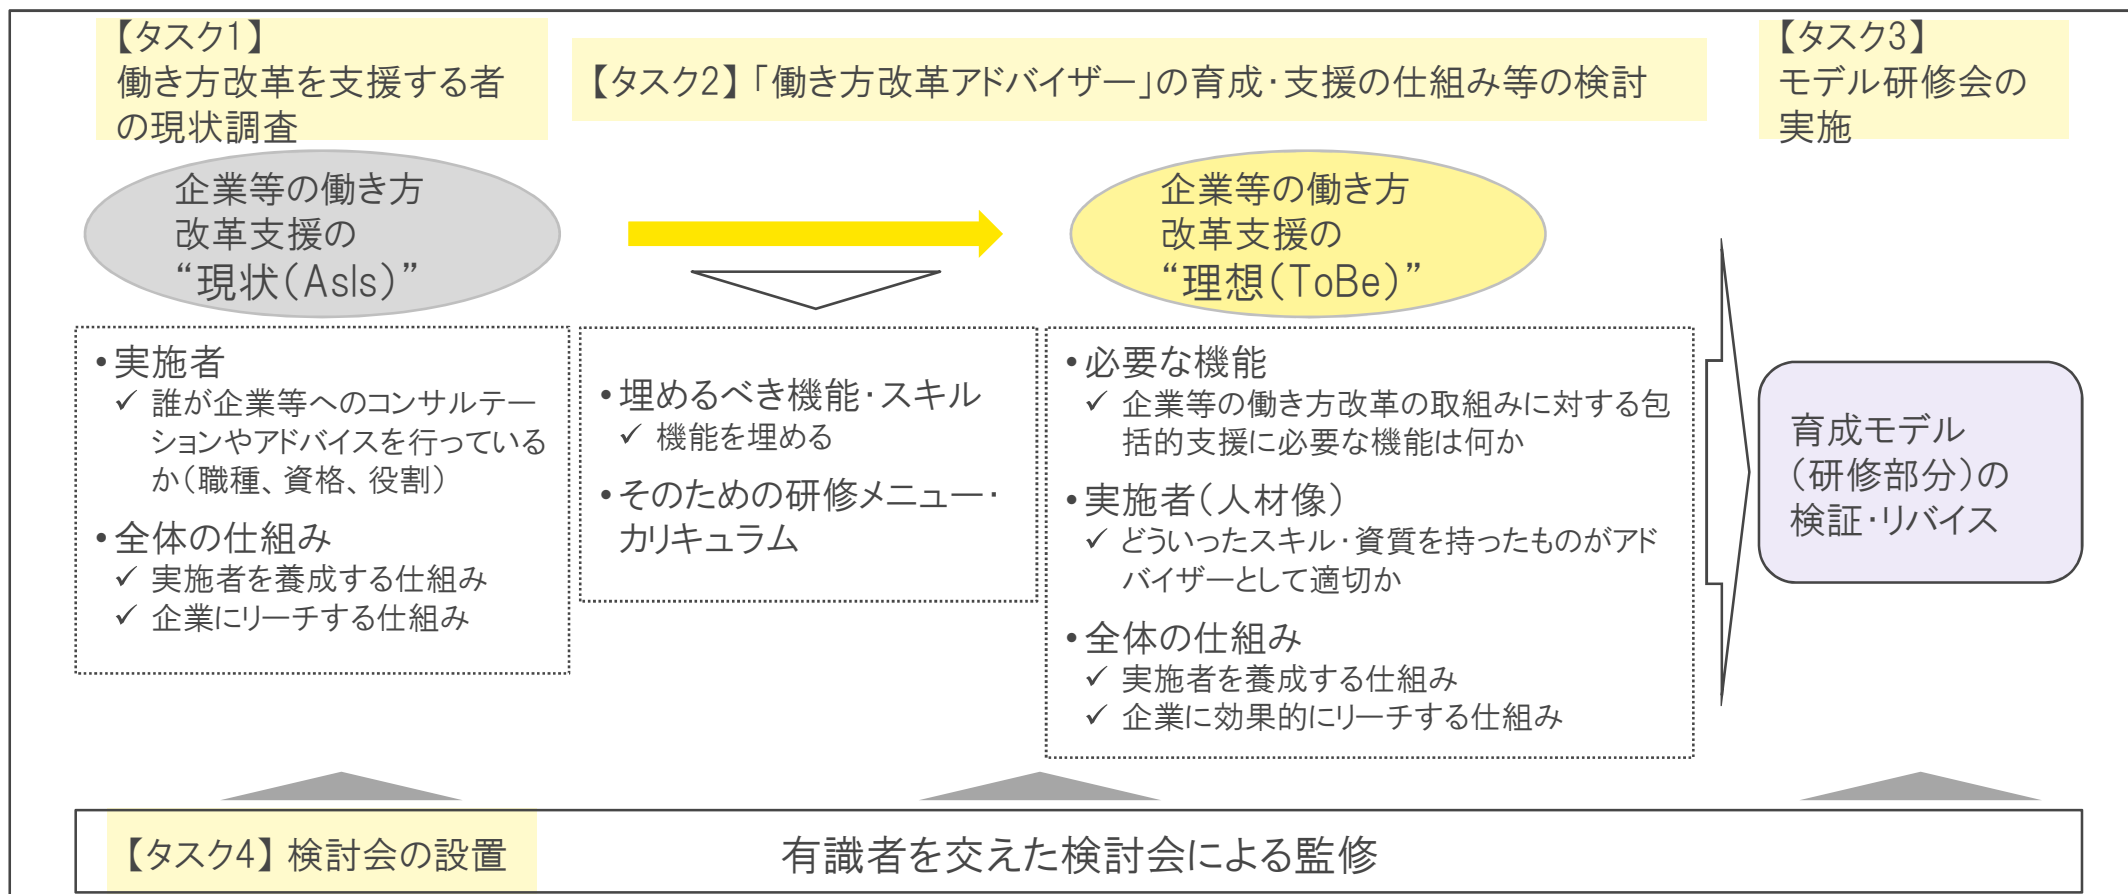 【タスク1】
働き方改革を支援する者
の現状調査
【タスク2】「働き方改革アドバイザー」の育成・支援の仕組み等の検討
【タスク3】
モデル研修会の
実施
企業等の働き方
改革支援の
“現状(AsIs)”
企業等の働き方
改革支援の
“理想(ToBe)”
•実施者
✓ 誰が企業等へのコンサルテー
ションやアドバイスを行っている
か(職種、資格、役割)
•全体の仕組み
✓ 実施者を養成する仕組み
✓ 企業にリーチする仕組み
•埋めるべき機能・スキル
✓ 機能を埋める
•そのための研修メニュー・
カリキュラム
•必要な機能
✓ 企業等の働き方改革の取組みに対する包
括的支援に必要な機能は何か
•実施者(人材像)
✓ どういったスキル・資質を持ったものがアド
バイザーとして適切か
•全体の仕組み
✓ 実施者を養成する仕組み
✓ 企業に効果的にリーチする仕組み
育成モデル
(研修部分)の
検証・リバイス
【タスク4】検討会の設置
有識者を交えた検討会による監修